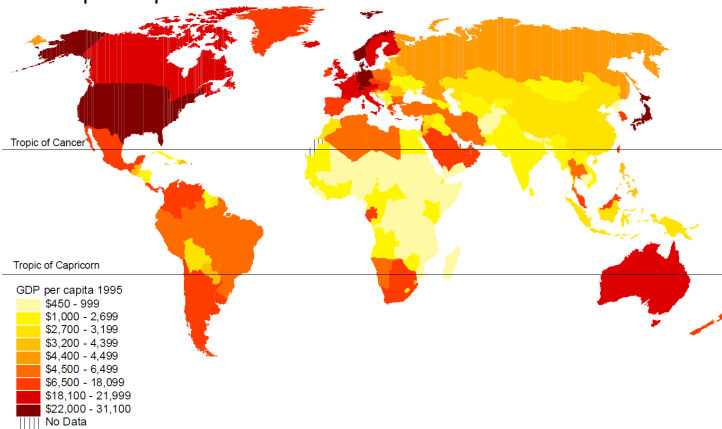 Tropic of Cancer
Tropic of Capricorn
GDP per capita 1995
$450 - 999
$1,000 - 2,699
$2,700 - 3,199
$3,200 - 4,399
$4,400 - 4,499
$4,500 - 6,499
$6,500 - 18,099
$18,100 - 21,999
$22,000 - 31,100
No Data